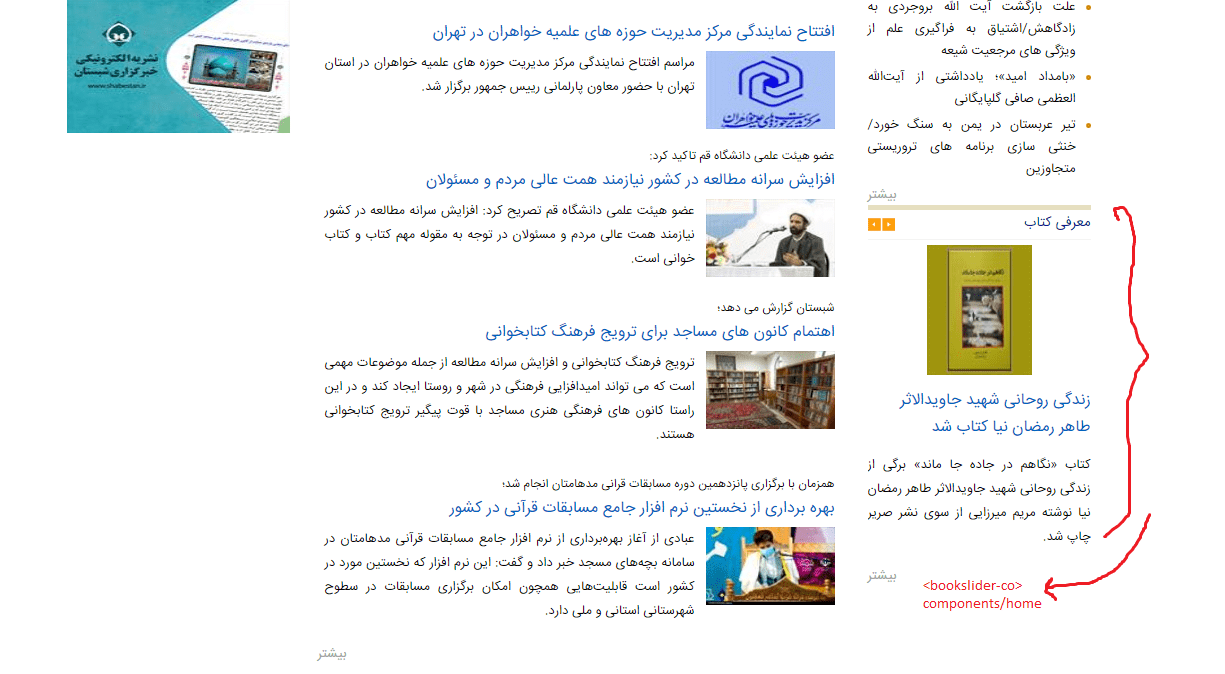 علت بازگشت آیت الله بروجردی به
زادگاهش/اشتیاق به فراگیری علم از
ویژگی های مرجعیت شیعه
«بامداد امید»؛ یادداشتی از آیت‌الله
العظمی صافی گلپایگانی
تیر عربستان در یمن به سنگ خورد/
خنثی سازی برنامه های تروریستی
متجاوزین
بیشتر
معرفی کتاب
زندگی روحانی شهید جاویدالاثر
طاهر رمضان نیا کتاب شد
کتاب «نگاهم در جاده جا ماند» برگی از
زندگی روحانی شهید جاویدالاثر طاهر رمضان
نیا نوشته مریم میرزایی از سوی نشر صریر
چاپ شد.
بیشتر
<bookslider-co>
components/home
افتتاح نمایندگی مرکز مدیریت حوزه های علمیه خواهران در تهران
مراسم افتتاح نمایندگی مرکز مدیریت حوزه های علمیه خواهران در استان
تهران با حضور معاون پارلمانی رییس جمهور برگزار شد.
مرکز مدیریت حوزه‌های علمیه خواهران
عضو هیئت علمی دانشگاه قم تاکید کرد:
افزایش سرانه مطالعه در کشور نیازمند همت عالی مردم و مسئولان
عضو هیئت علمی دانشگاه قم تصریح کرد: افزایش سرانه مطالعه در کشور
نیازمند همت عالی مردم و مسئولان در توجه به مقوله مهم کتاب و کتاب
خوانی است.
شبستان گزارش می دهد؛
اهتمام کانون های مساجد برای ترویج فرهنگ کتابخوانی
ترویج فرهنگ کتابخوانی و افزایش سرانه مطالعه از جمله موضوعات مهمی
است که می تواند امیدافزایی فرهنگی در شهر و روستا ایجاد کند و در این
راستا کانون های فرهنگی هنری مساجد با قوت پیگیر ترویج کتابخوانی
هستند.
همزمان با برگزاری پانزدهمین دوره مسابقات قرانی مدهامتان انجام شد؛
بهره برداری از نخستین نرم افزار جامع مسابقات قرآنی در کشور
عبادی از آغاز بهره‌برداری از نرم افزار جامع مسابقات قرآنی مدهامتان در
سامانه بچه‌های مسجد خبر داد و گفت: این نرم افزار که نخستین مورد در
کشور است قابلیت‌هایی همچون امکان برگزاری مسابقات در سطوح
شهرستانی استانی و ملی دارد.
بیشتر
نشریه الکترونیکی
خبرگزاری شبستان
www.shabestan.ir